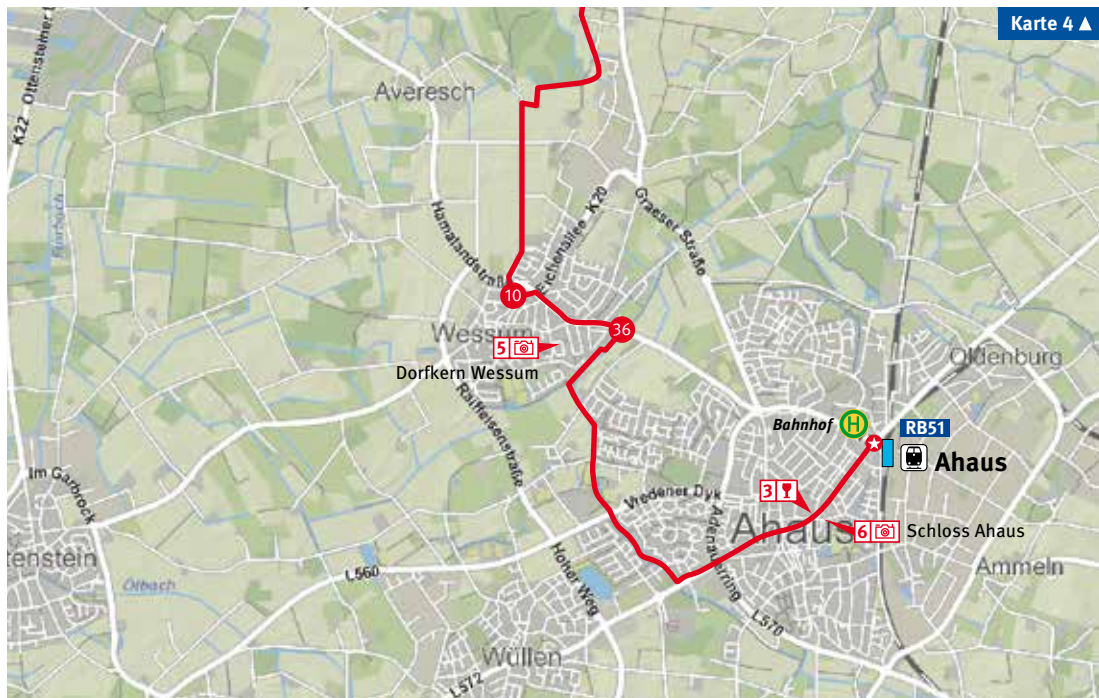 Karte 4 ▲
K22 Ottensteiner
Averesch
Flörbach
Hamalandstraße
Eichenallee K20
Graeser Straße
10
36
Wessum
5
Dorfkern Wessum
Oldenburg
Raiffeisenstraße
Bahnhof H
RB51
Ahaus
Im Garbrock
3
Vredener Dyk
Adenauerring
Ahaus
6
Schloss Ahaus
tenstein
Ölbach
L560
Hoher Weg
Ammeln
L570
Wüllen
L572